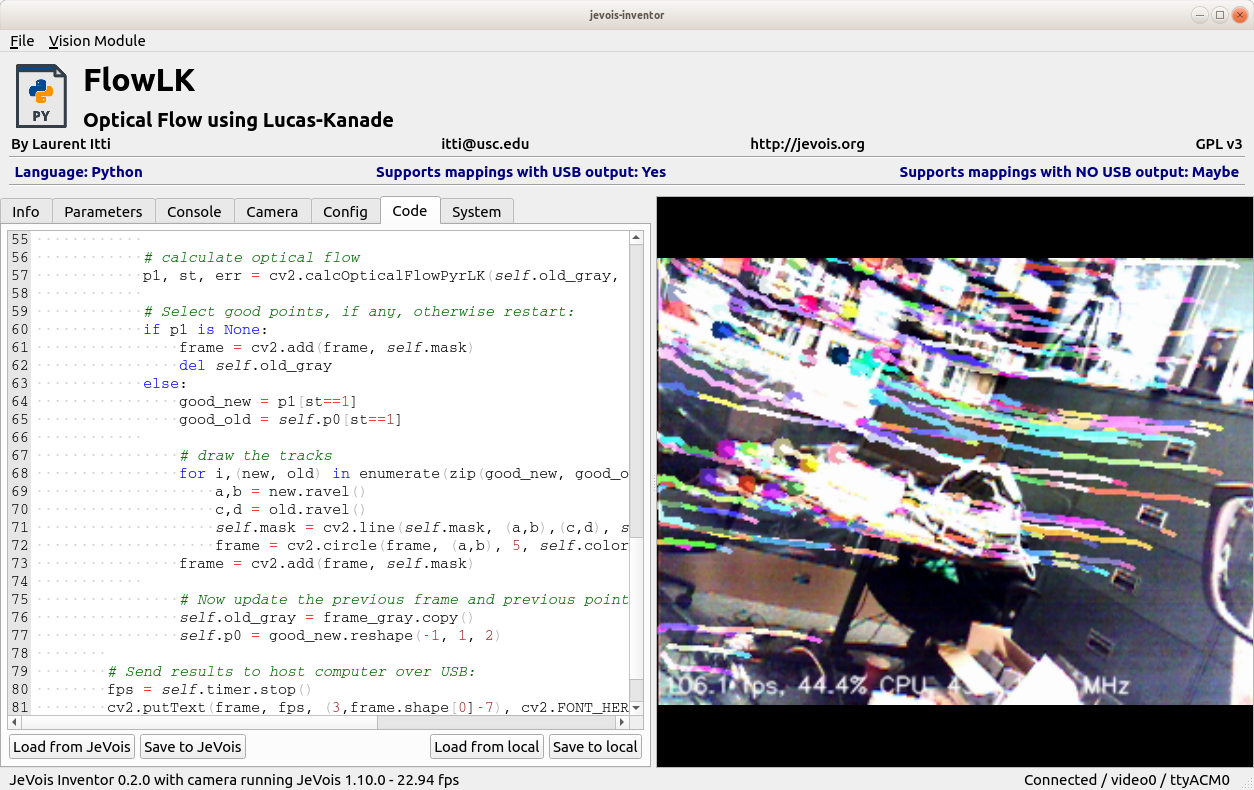 jevois-inventor
File Vision Module
FlowLK
PY
Optical Flow using Lucas-Kanade
By Laurent Itti itti@usc.edu http://jevois.org GPL v3
Language: Python Supports mappings with USB output: Yes Supports mappings with NO USB output: Maybe
Info Parameters Console Camera Config Code System
55
56 # calculate optical flow
57 p1, st, err = cv2.calcOpticalFlowPyrLK(self.old_gray,
58
59 # Select good points, if any, otherwise restart:
60 if p1 is None:
61 frame = cv2.add(frame, self.mask)
62 del self.old_gray
63 else:
64 good_new = p1[st==1]
65 good_old = self.p0[st==1]
66
67 # draw the tracks
68 for i,(new, old) in enumerate(zip(good_new, good_o
69 a,b = new.ravel()
70 c,d = old.ravel()
71 self.mask = cv2.line(self.mask, (a,b),(c,d), s
72 frame = cv2.circle(frame, (a,b), 5, self.color
73 frame = cv2.add(frame, self.mask)
74
75 # Now update the previous frame and previous point
76 self.old_gray = frame_gray.copy()
77 self.p0 = good_new.reshape(-1, 1, 2)
78
79 # Send results to host computer over USB:
80 fps = self.timer.stop()
81 cv2.putText(frame, fps, (3,frame.shape[0]-7), cv2.FONT_HER
106.1 fps, 44.4% CPU, MHz
Load from JeVois Save to JeVois Load from local Save to local
JeVois Inventor 0.2.0 with camera running JeVois 1.10.0 - 22.94 fps Connected / video0 / ttyACM0